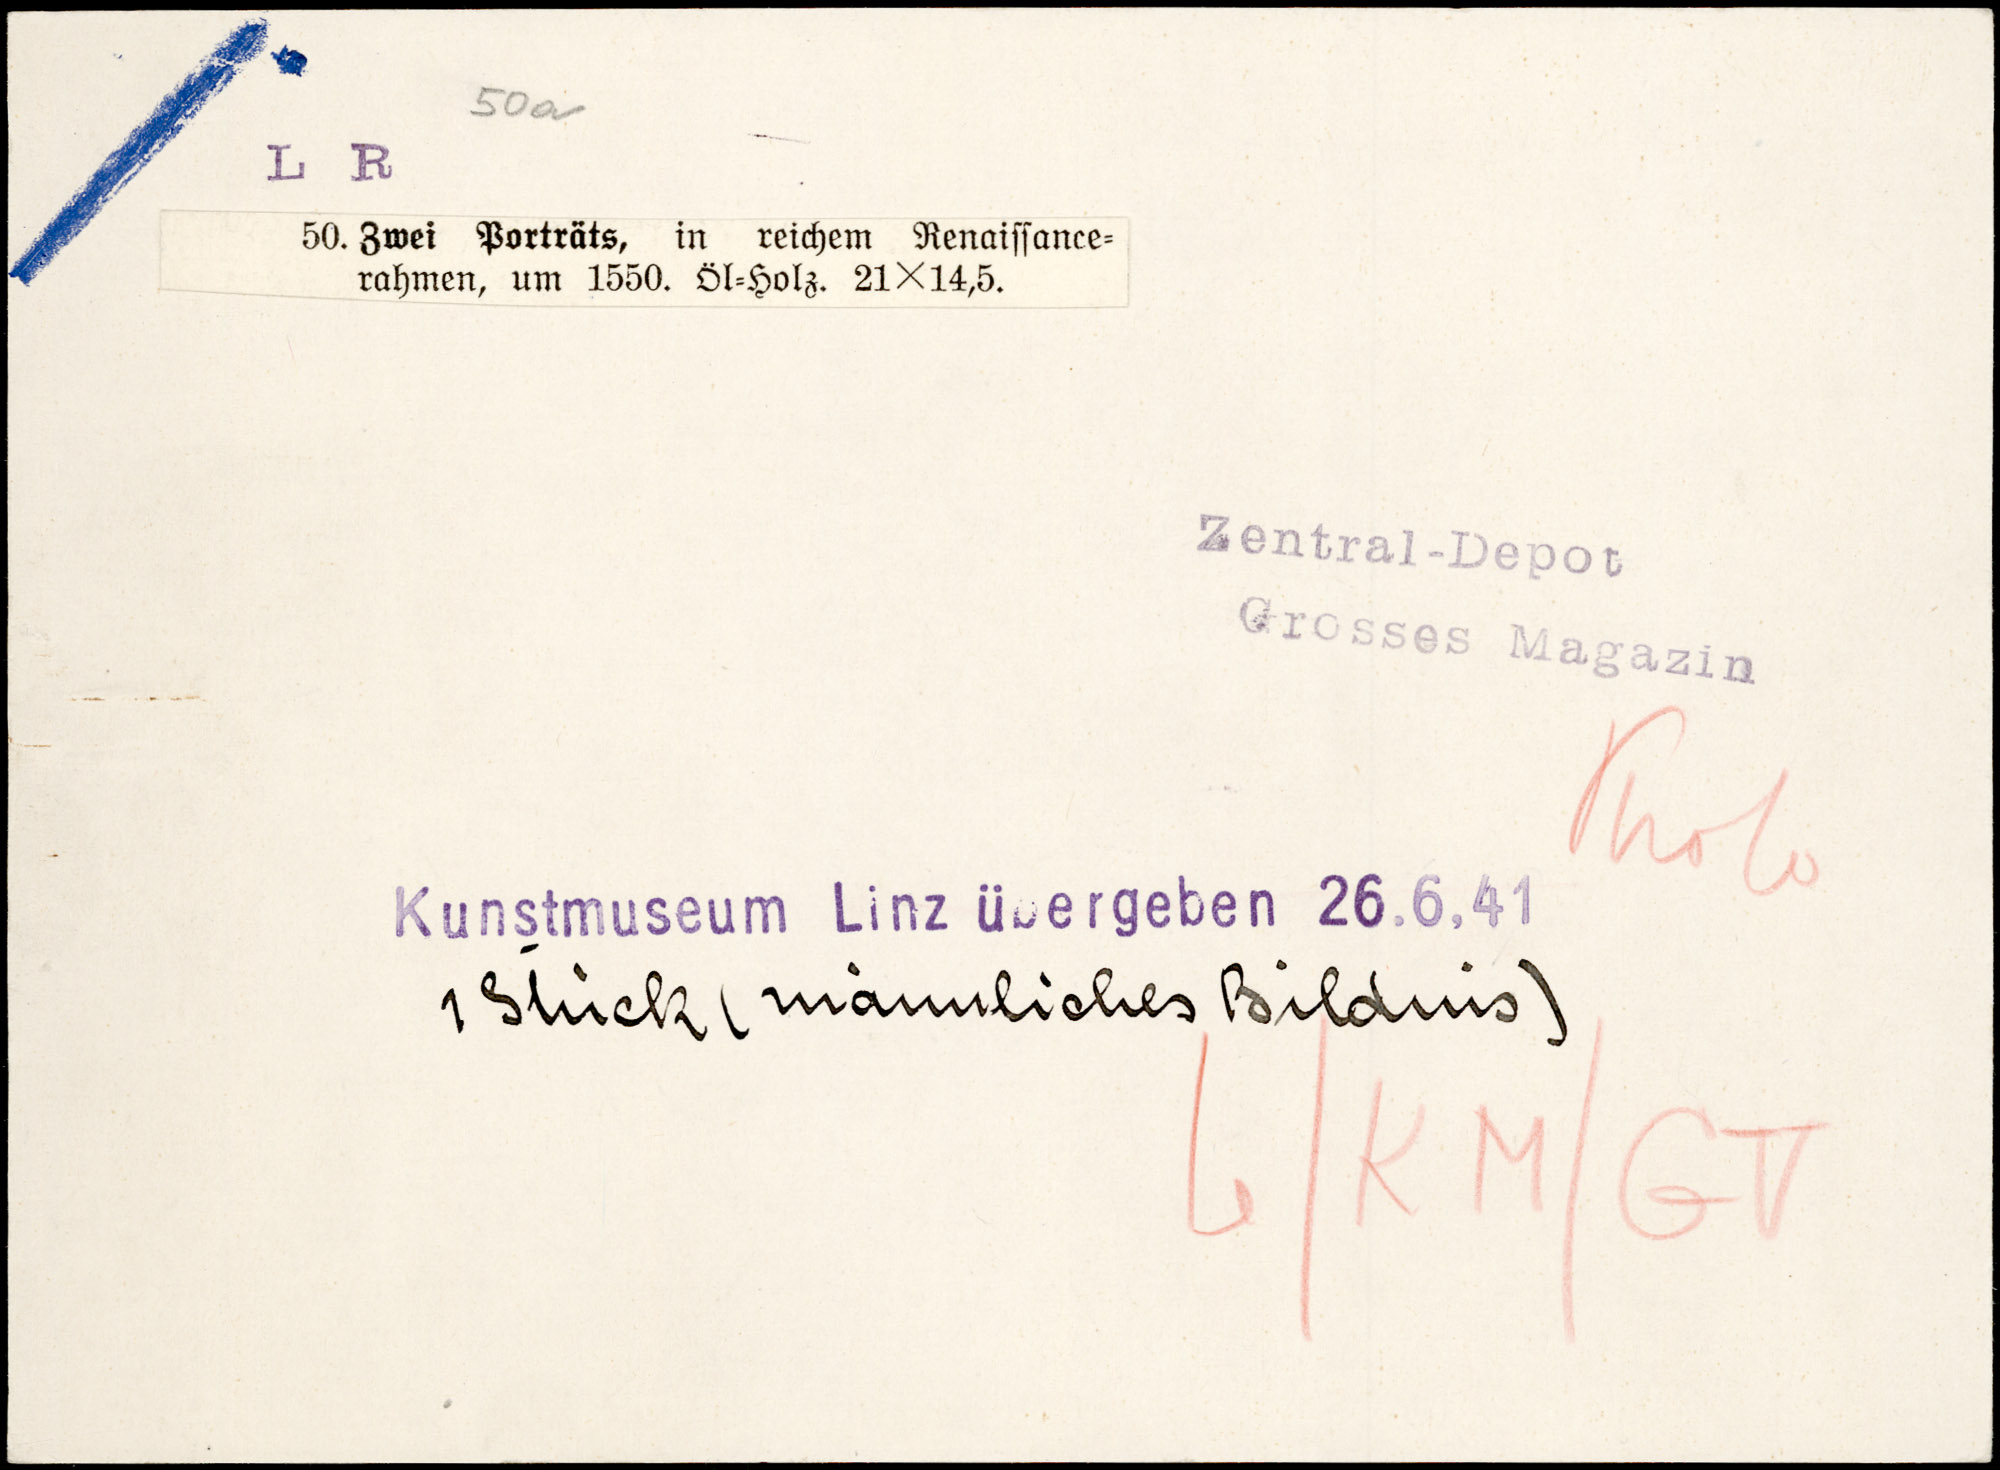 50a
L R
50. Zwei Porträts, in reichem Renaissance=
rahmen, um 1550. Öl=Holz. 21×14,5.
Zentral-Depot
Grosses Magazin
Photo
Kunstmuseum Linz übergeben 26.6.41
1 Stück (männliches Bildnis)
L/KM/GT